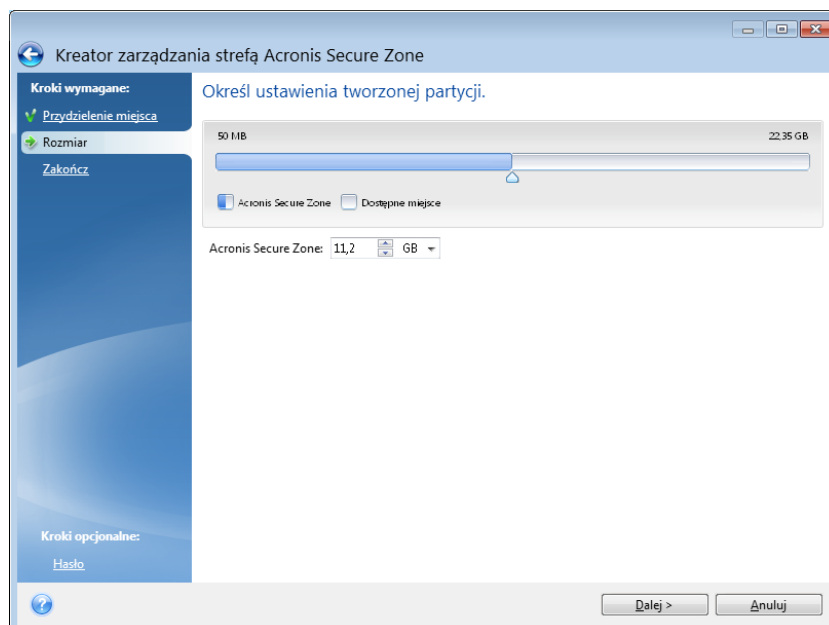 Kreator zarządzania strefą Acronis Secure Zone
Kroki wymagane:
Przydzielenie miejsca
Rozmiar
Zakończ
Kroki opcjonalne:
Hasło
Określ ustawienia tworzonej partycji.
50 MB 22,35 GB
Acronis Secure Zone Dostępne miejsce
Acronis Secure Zone: 11,2 GB
?
Dalej > Anuluj